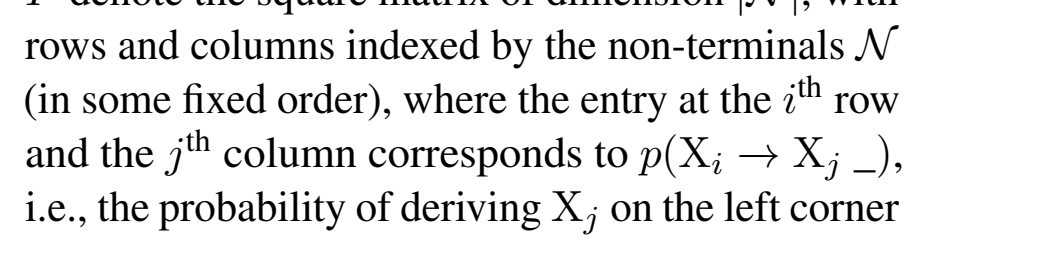 denote the square matrix of dimension |𝒩|, with
rows and columns indexed by the non-terminals 𝒩
(in some fixed order), where the entry at the iᵗʰ row
and the jᵗʰ column corresponds to p(Xᵢ → Xⱼ _),
i.e., the probability of deriving Xⱼ on the left corner